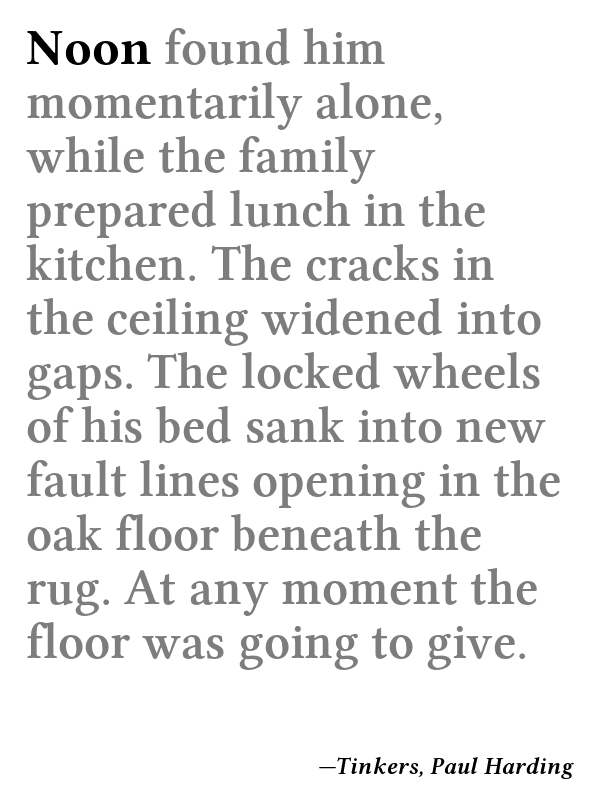 Noon found him
momentarily alone,
while the family
prepared lunch in the
kitchen. The cracks in
the ceiling widened into
gaps. The locked wheels
of his bed sank into new
fault lines opening in the
oak floor beneath the
rug. At any moment the
floor was going to give.
—Tinkers, Paul Harding